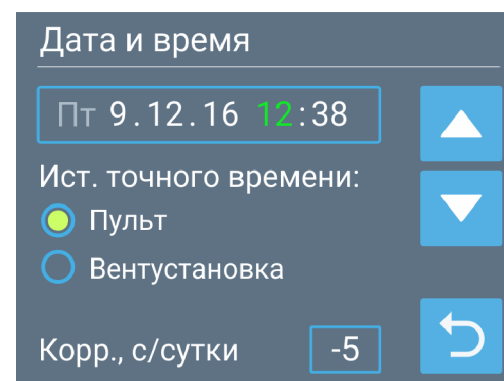 Дата и время
Пт 9.12.16 12:38
Ист. точного времени:
Пульт
Вентустановка
Корр., с/сутки -5